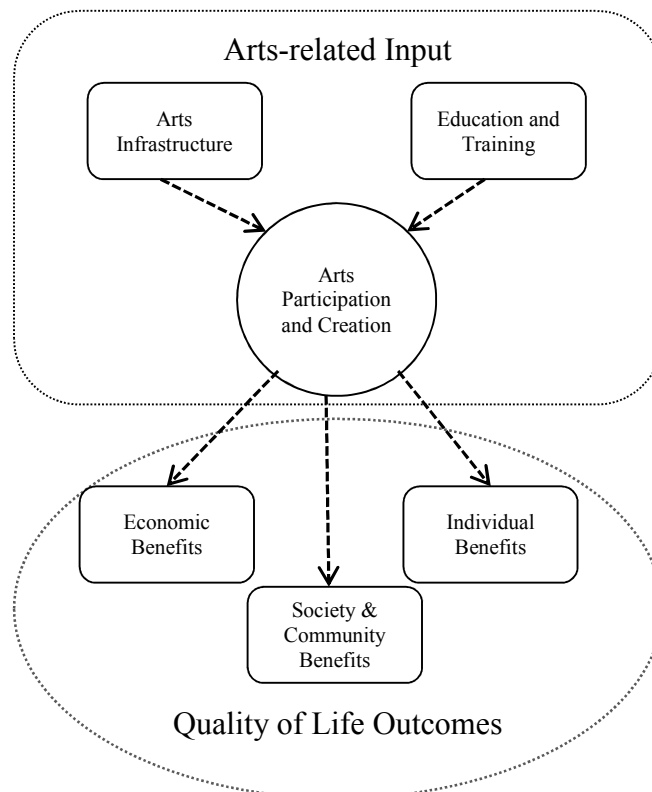 Arts-related Input
Arts
Infrastructure
Education and
Training
Arts
Participation
and Creation
Economic
Benefits
Individual
Benefits
Society &
Community
Benefits
Quality of Life Outcomes